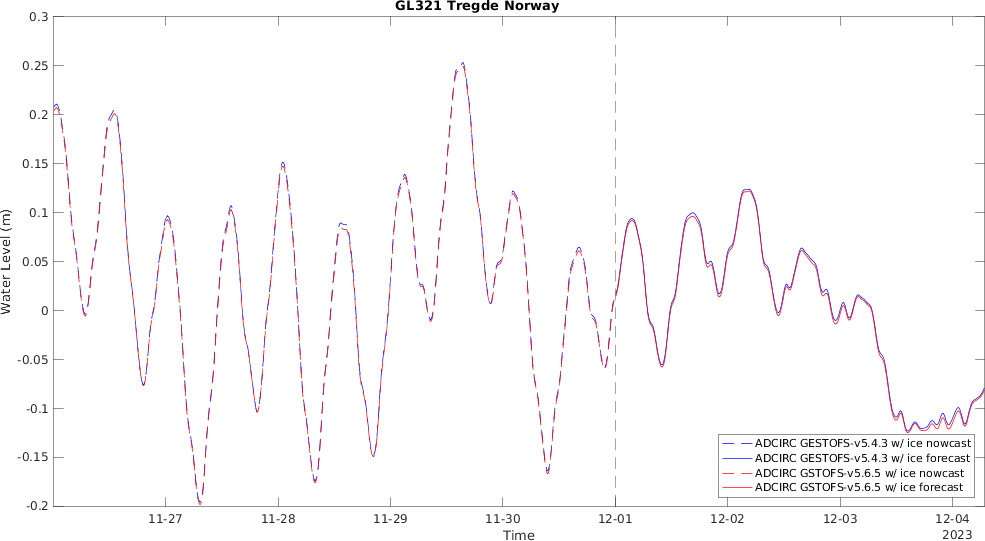 GL321 Tregde Norway
0.3
0.25
0.2
0.15
0.1
0.05
0
-0.05
-0.1
-0.15
-0.2
Water Level (m)
11-27 11-28 11-29 11-30 12-01 12-02 12-03 12-04
Time
2023
ADCIRC GESTOFS-v5.4.3 w/ ice nowcast
ADCIRC GESTOFS-v5.4.3 w/ ice forecast
ADCIRC GSTOFS-v5.6.5 w/ ice nowcast
ADCIRC GSTOFS-v5.6.5 w/ ice forecast